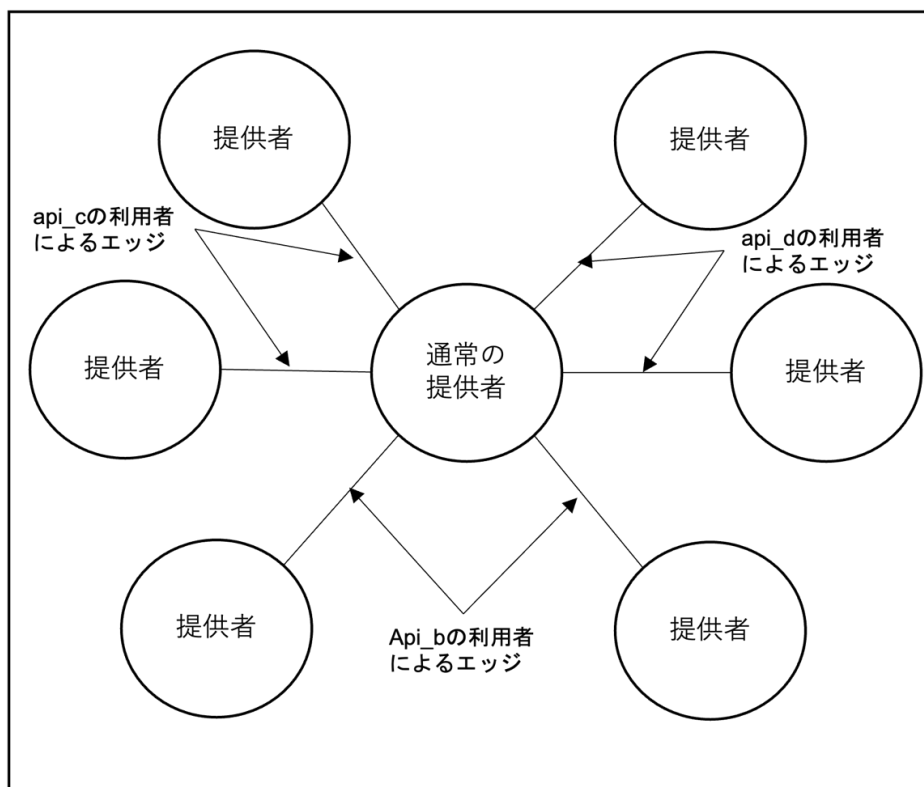 提供者
提供者
api_cの利用者
によるエッジ
api_dの利用者
によるエッジ
提供者
通常の
提供者
提供者
提供者
提供者
Api_bの利用者
によるエッジ